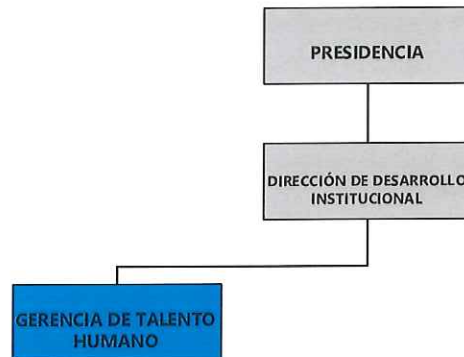 PRESIDENCIA
DIRECCIÓN DE DESARROLLO
INSTITUCIONAL
GERENCIA DE TALENTO
HUMANO